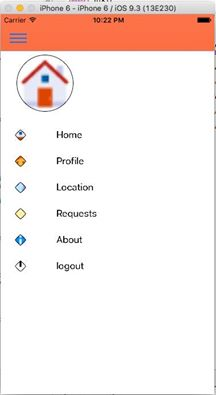 iPhone 6 - iPhone 6 / iOS 9.3 (13E230)
Carrier 10:22 PM
Home
Profile
Location
Requests
About
logout